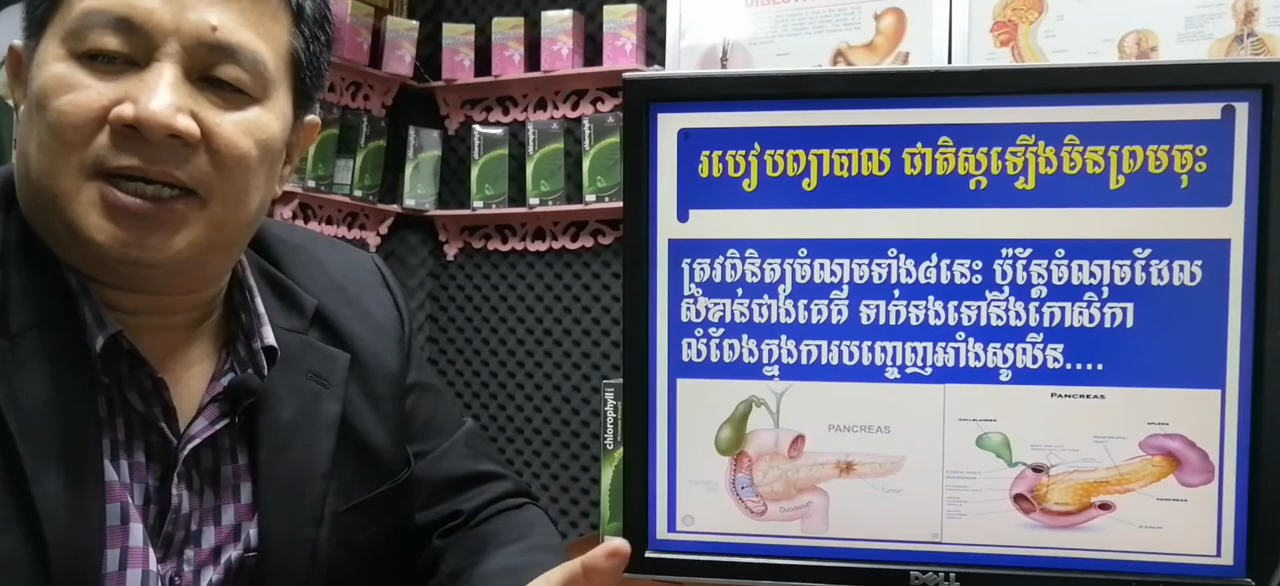 DIGESTIVE
chlorophyll
chlorophyll
chlorophyll
chlorophyll
របៀបព្យាបាល ជាតិស្កឡើងមិនព្រមចុះ
ត្រូវពិនិត្យចំណុចទាំង៨នេះ ប៉ុន្តែចំណុចដែល
សំខាន់ជាងគេគឺ ទាក់ទងទៅនឹងកោសិកា
លំពែងក្នុងការបញ្ចេញអាំងស៊ូលីន....
PANCREAS
Tumor
Duodenum
PANCREAS
GALLBLADDER
SPLEEN
PANCREAS
DELL